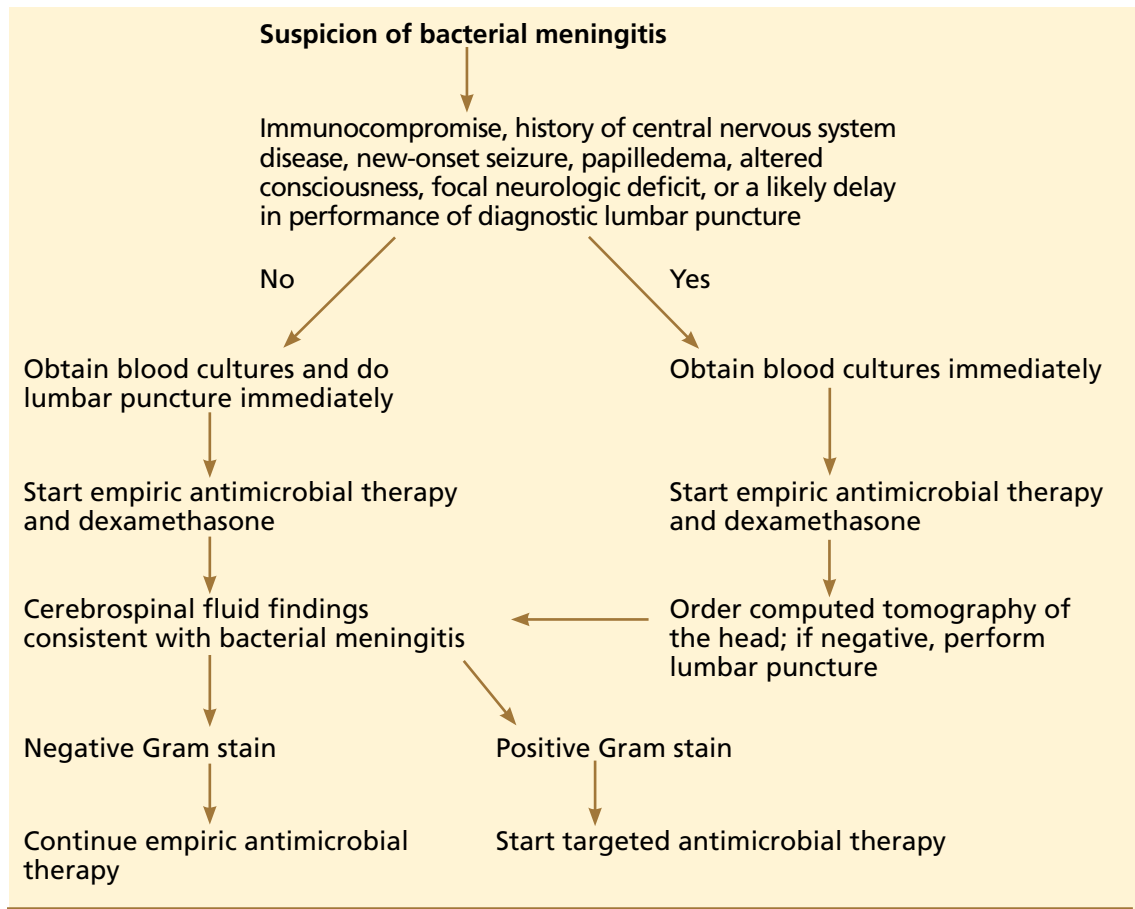 Suspicion of bacterial meningitis
Immunocompromise, history of central nervous system
disease, new-onset seizure, papilledema, altered
consciousness, focal neurologic deficit, or a likely delay
in performance of diagnostic lumbar puncture
No
Yes
Obtain blood cultures and do
lumbar puncture immediately
Obtain blood cultures immediately
Start empiric antimicrobial therapy
and dexamethasone
Start empiric antimicrobial therapy
and dexamethasone
Cerebrospinal fluid findings
consistent with bacterial meningitis
Order computed tomography of
the head; if negative, perform
lumbar puncture
Negative Gram stain
Positive Gram stain
Continue empiric antimicrobial
therapy
Start targeted antimicrobial therapy